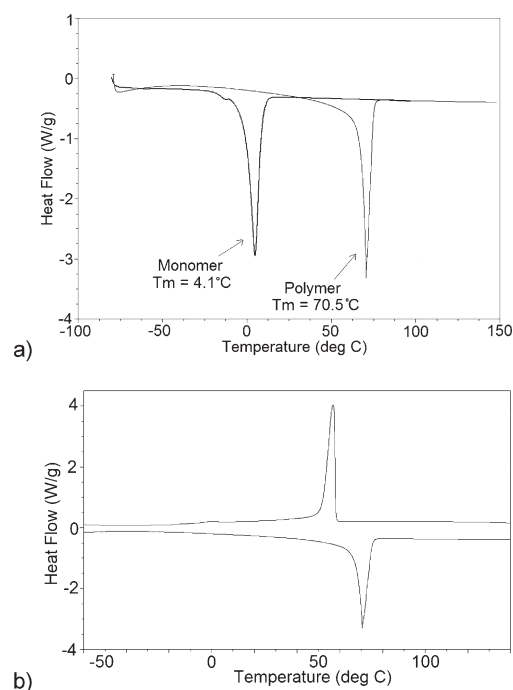 1
0
-1
-2
-3
-4
Heat Flow (W/g)
Monomer
Tm = 4.1°C
Polymer
Tm = 70.5°C
-100 -50 0 50 100 150
Temperature (deg C)
a)
4
2
0
-2
-4
Heat Flow (W/g)
-50 0 50 100
Temperature (deg C)
b)